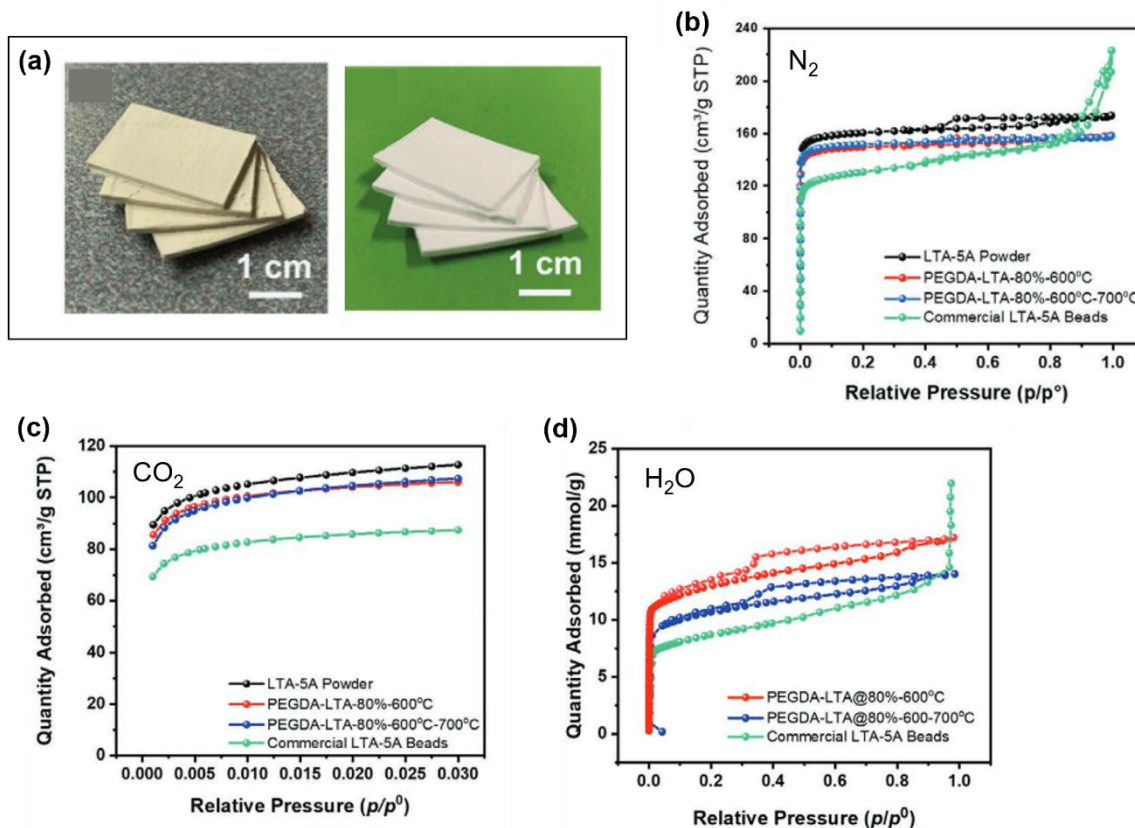 (a)
1 cm
1 cm
(b)
N₂
Quantity Adsorbed (cm³/g STP)
240
200
160
120
80
40
0
LTA-5A Powder
PEGDA-LTA-80%-600°C
PEGDA-LTA-80%-600°C-700°C
Commercial LTA-5A Beads
0.0 0.2 0.4 0.6 0.8 1.0
Relative Pressure (p/p°)
(c)
CO₂
Quantity Adsorbed (cm³/g STP)
120
100
80
60
40
20
0
LTA-5A Powder
PEGDA-LTA-80%-600°C
PEGDA-LTA-80%-600°C-700°C
Commercial LTA-5A Beads
0.000 0.005 0.010 0.015 0.020 0.025 0.030
Relative Pressure (p/p⁰)
(d)
H₂O
Quantity Adsorbed (mmol/g)
25
20
15
10
5
0
PEGDA-LTA@80%-600°C
PEGDA-LTA@80%-600-700°C
Commercial LTA-5A Beads
0.0 0.2 0.4 0.6 0.8 1.0
Relative Pressure (p/p⁰)